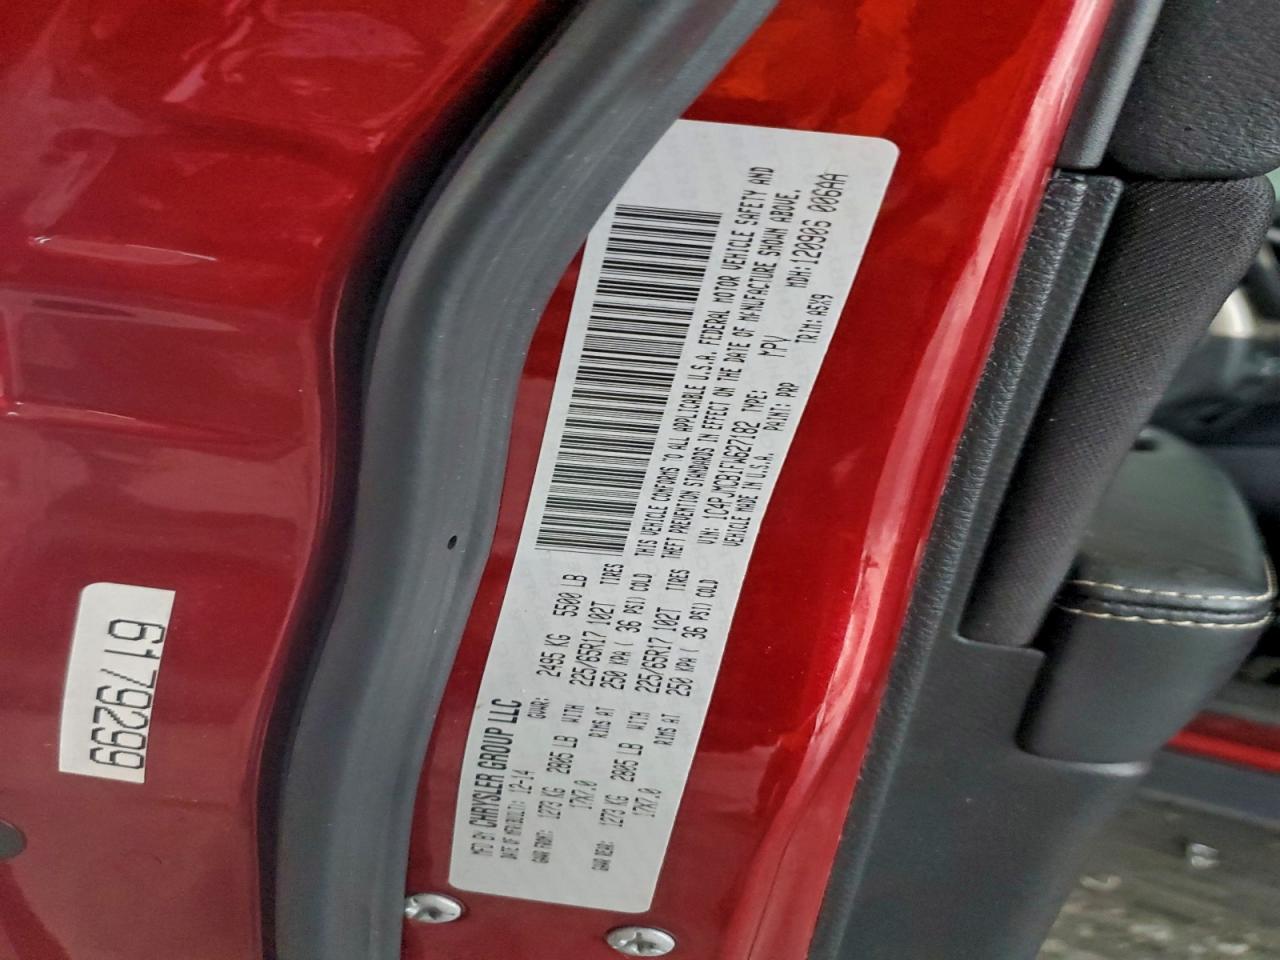 6179299
MFD BY CHRYSLER GROUP LLC
DATE OF MFR.(BUILT): 12-14 GVWR: 2495 KG 5500 LB
GAWR FRONT: 1273 KG 2805 LB WITH 225/65R17 102T TIRES
17X7.0 RIMS AT 250 KPA ( 36 PSI) COLD
GAWR REAR: 1273 KG 2805 LB WITH 225/65R17 102T TIRES
17X7.0 RIMS AT 250 KPA ( 36 PSI) COLD
THIS VEHICLE CONFORMS TO ALL APPLICABLE U.S.A. FEDERAL MOTOR VEHICLE SAFETY AND
THEFT PREVENTION STANDARDS IN EFFECT ON THE DATE OF MANUFACTURE SHOWN ABOVE.
VIN: 1C4PJMCB1FW627182 TYPE: MPV MDH: 120906 006AA
VEHICLE MADE IN U.S.A. PAINT: PRP TRIM: A5X9